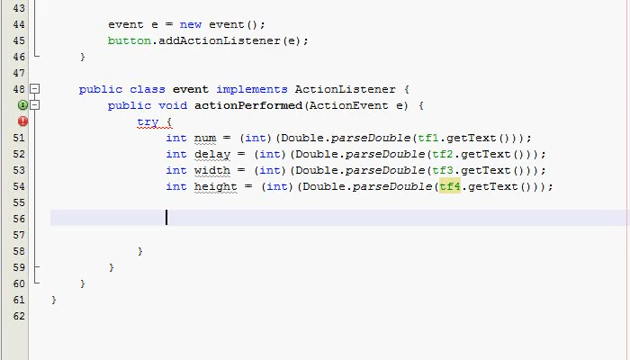 43
44 event e = new event();
45 button.addActionListener(e);
46 }
47
48 public class event implements ActionListener {
public void actionPerformed(ActionEvent e) {
try {
51 int num = (int)(Double.parseDouble(tf1.getText()));
52 int delay = (int)(Double.parseDouble(tf2.getText()));
53 int width = (int)(Double.parseDouble(tf3.getText()));
54 int height = (int)(Double.parseDouble(tf4.getText()));
55
56
57
58 }
59 }
60 }
61 }
62